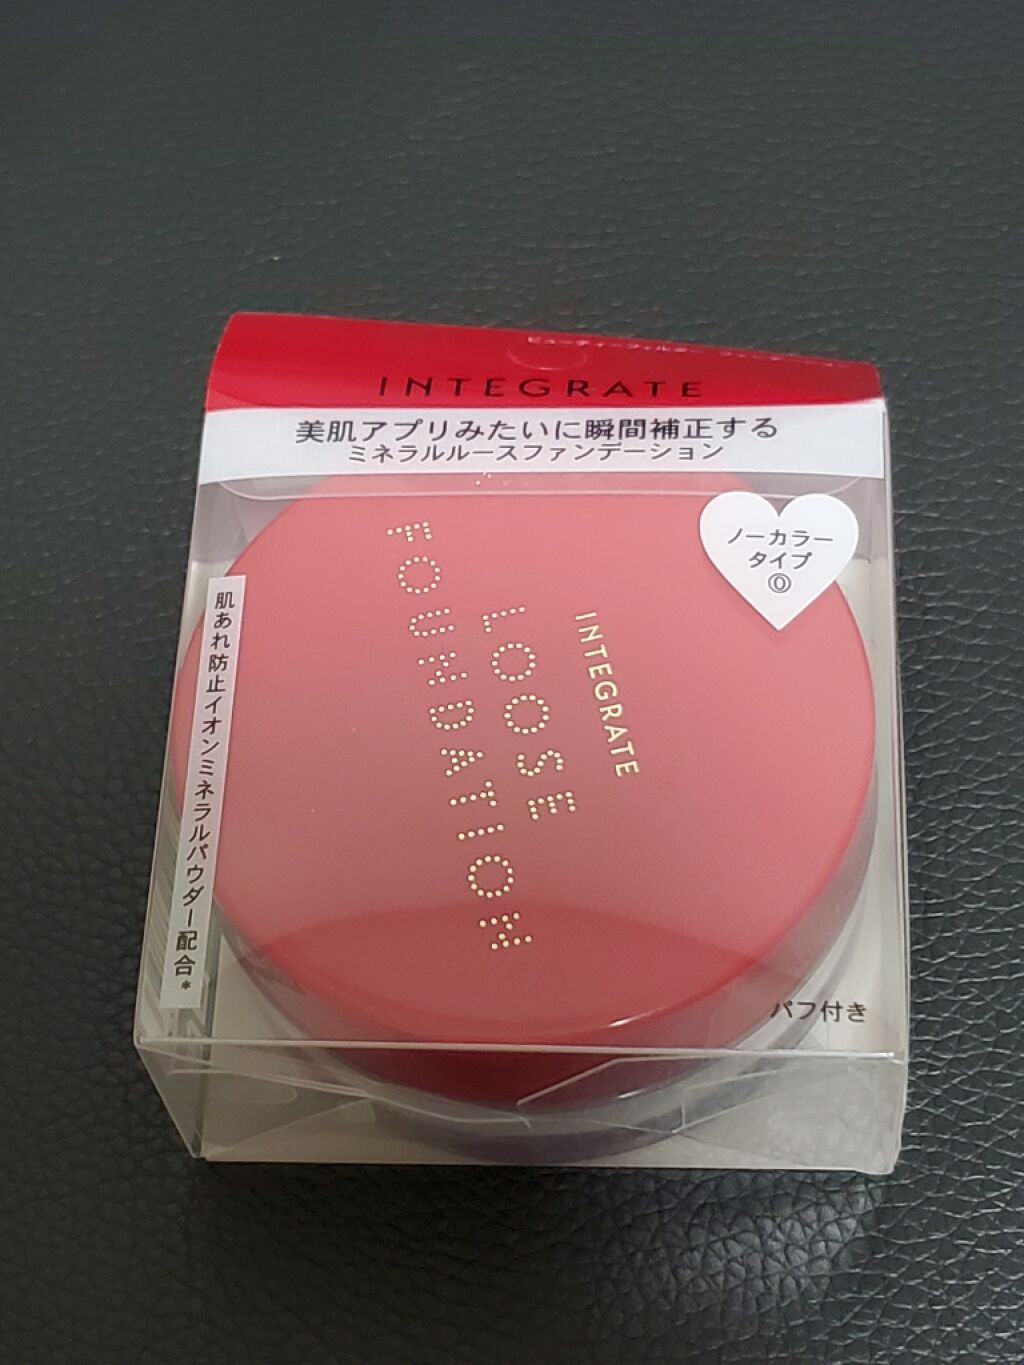 INTEGRATE
美肌アプリみたいに瞬間補正する
ミネラルルースファンデーション
ノーカラー
タイプ
⓪
INTEGRATE
LOOSE
FOUNDATION
肌あれ防止イオンミネラルパウダー配合*
パフ付き